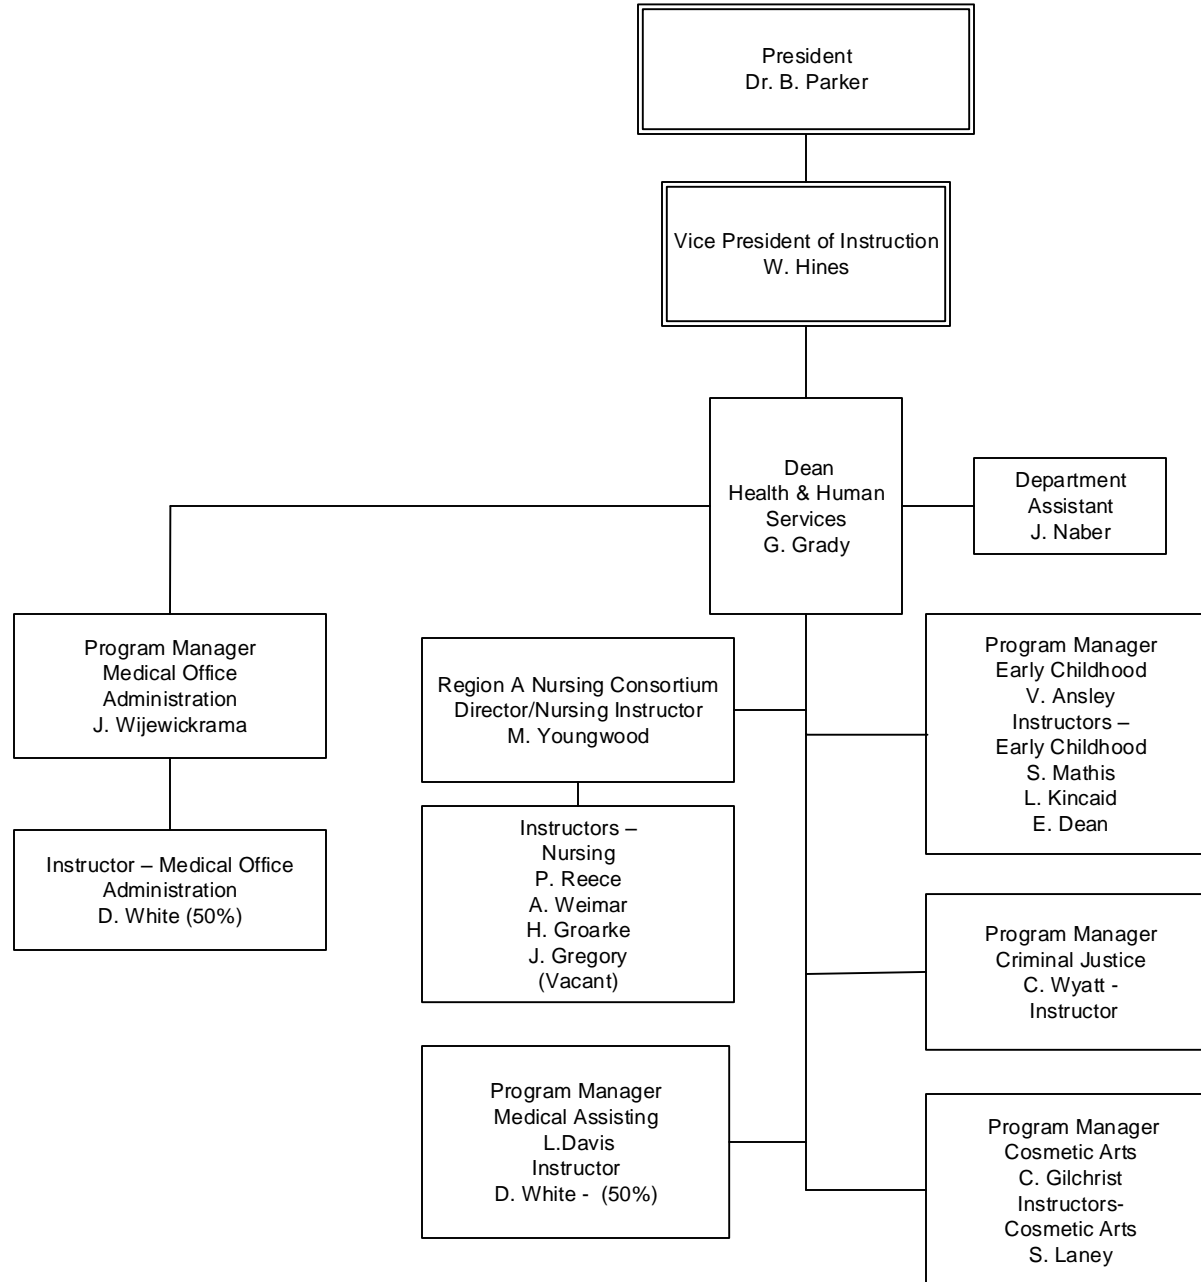 President
Dr. B. Parker
Vice President of Instruction
W. Hines
Dean
Health & Human
Services
G. Grady
Department
Assistant
J. Naber
Program Manager
Medical Office
Administration
J. Wijewickrama
Instructor – Medical Office
Administration
D. White (50%)
Region A Nursing Consortium
Director/Nursing Instructor
M. Youngwood
Instructors –
Nursing
P. Reece
A. Weimar
H. Groarke
J. Gregory
(Vacant)
Program Manager
Medical Assisting
L.Davis
Instructor
D. White - (50%)
Program Manager
Early Childhood
V. Ansley
Instructors –
Early Childhood
S. Mathis
L. Kincaid
E. Dean
Program Manager
Criminal Justice
C. Wyatt -
Instructor
Program Manager
Cosmetic Arts
C. Gilchrist
Instructors-
Cosmetic Arts
S. Laney